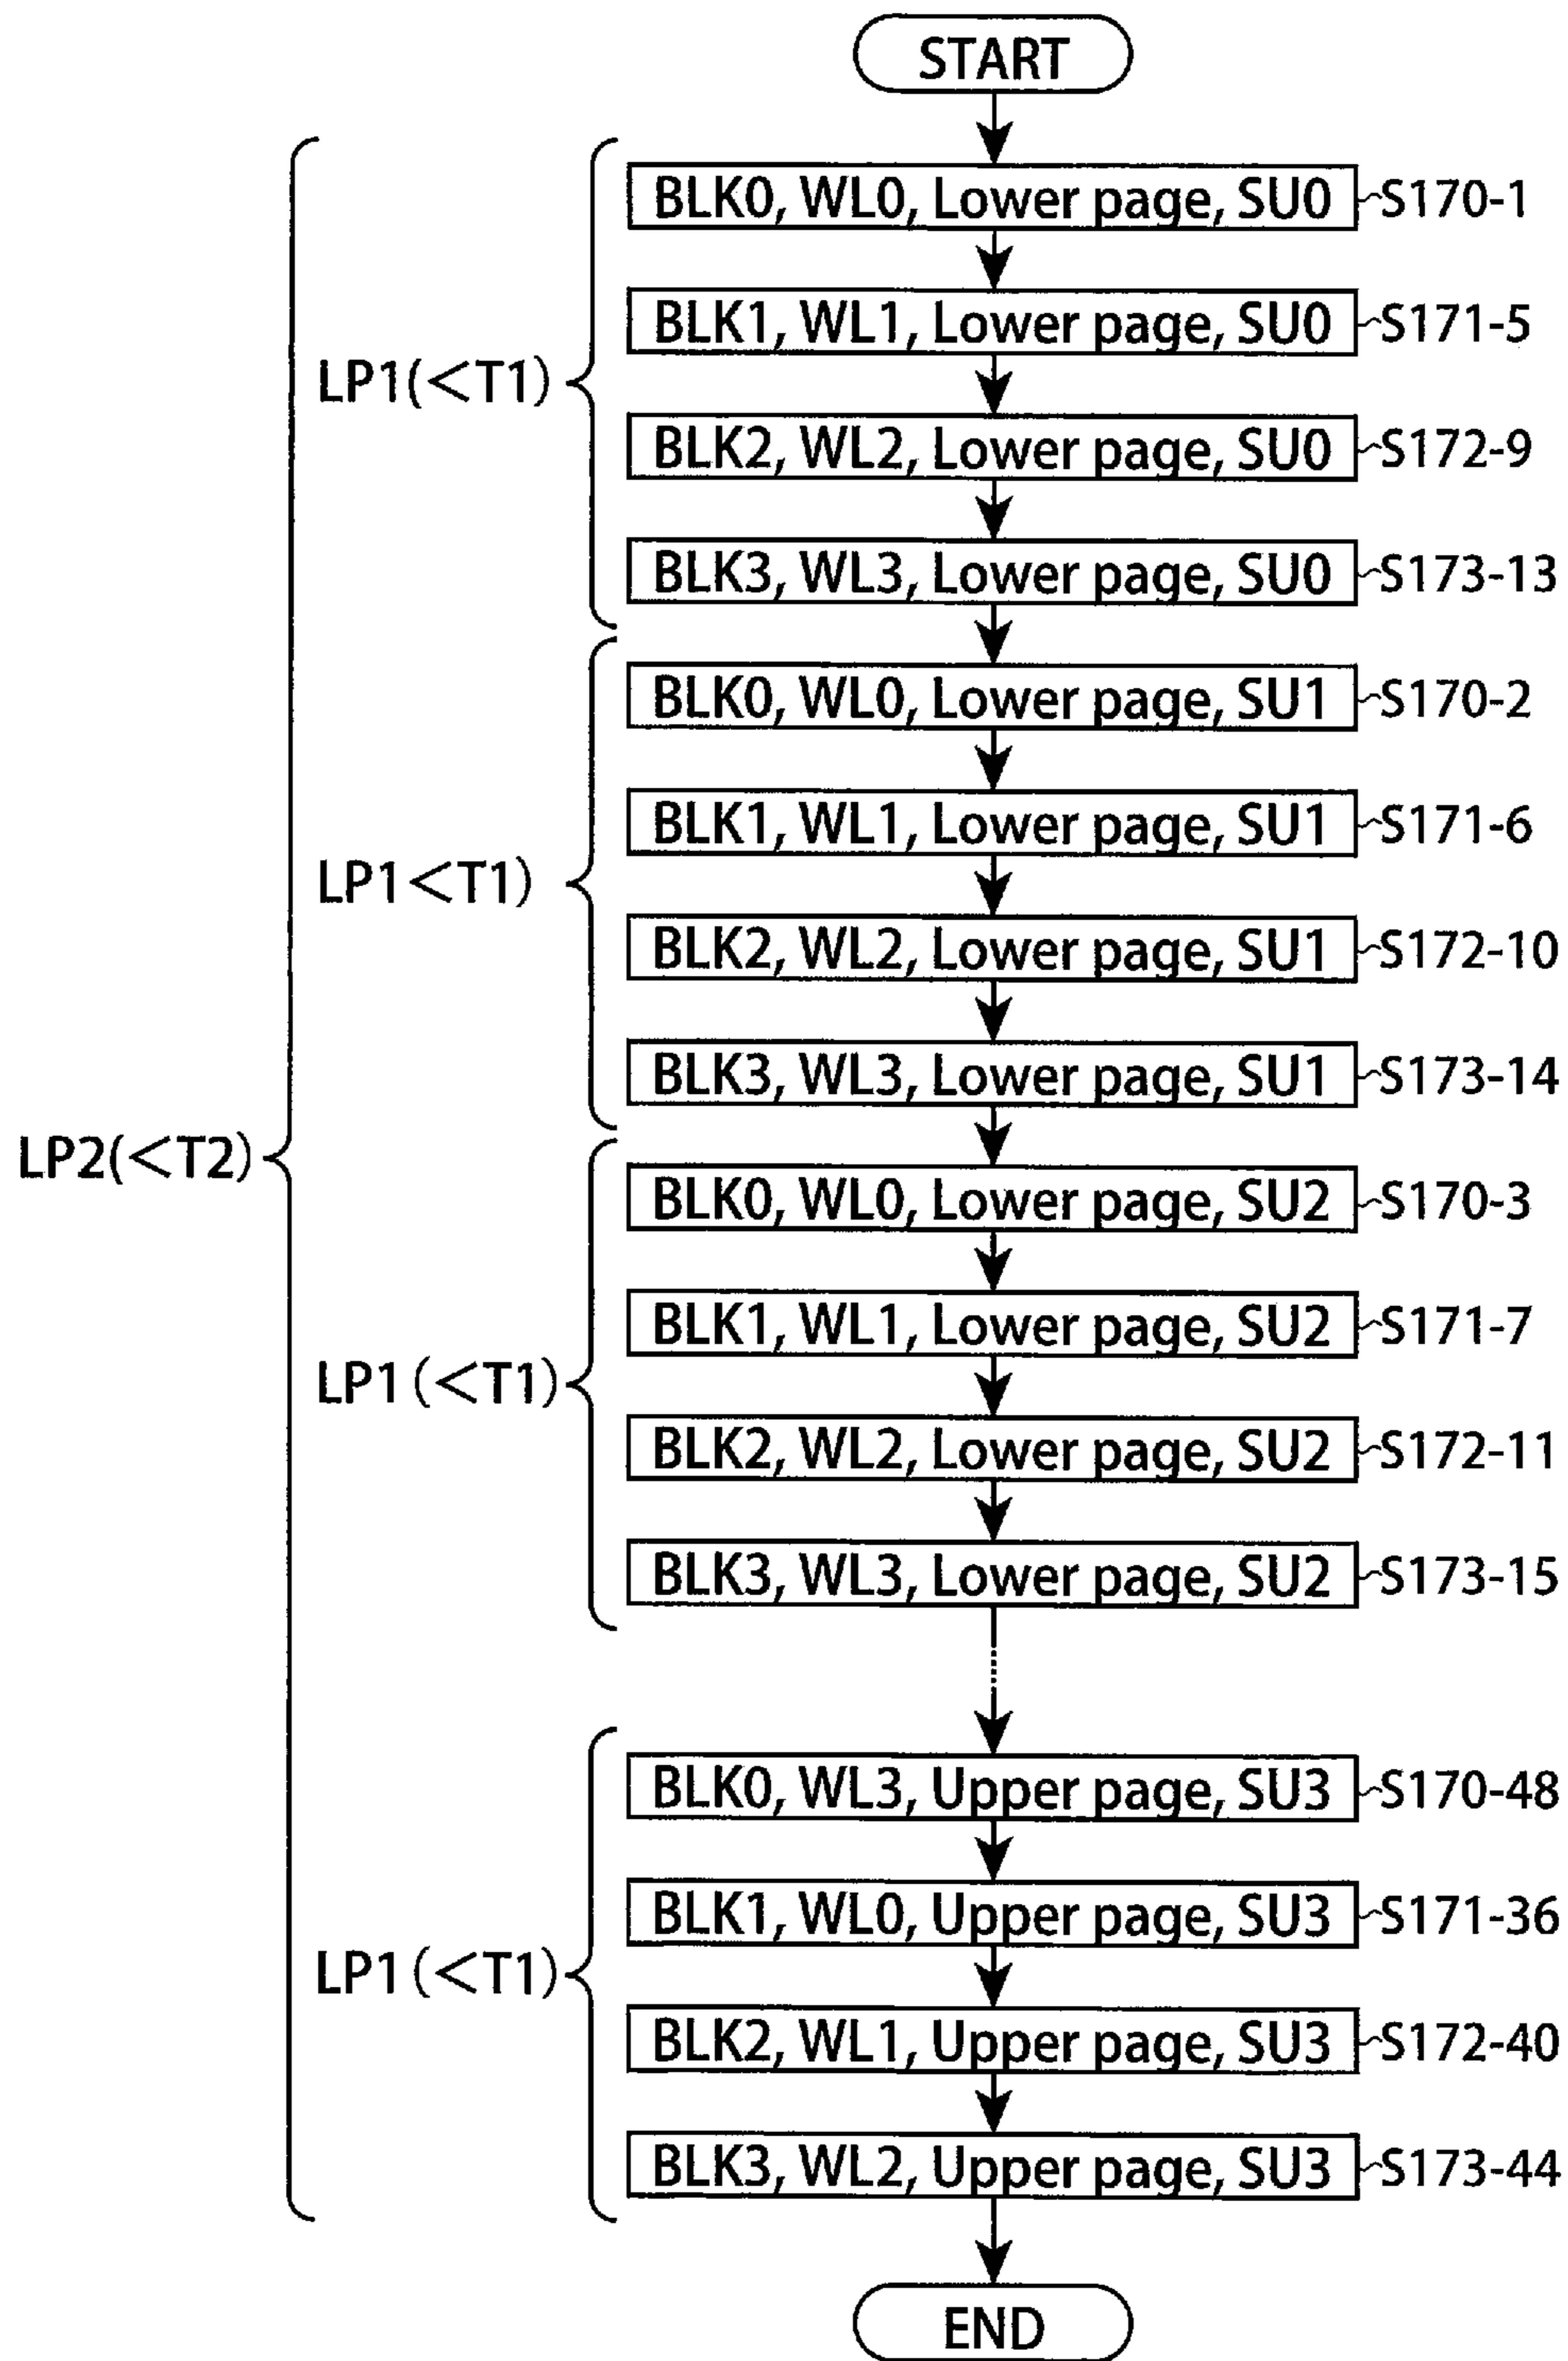 START
BLK0, WL0, Lower page, SU0 S170-1
BLK1, WL1, Lower page, SU0 S171-5
LP1(<T1)
BLK2, WL2, Lower page, SU0 S172-9
BLK3, WL3, Lower page, SU0 S173-13
BLK0, WL0, Lower page, SU1 S170-2
BLK1, WL1, Lower page, SU1 S171-6
LP1<T1)
BLK2, WL2, Lower page, SU1 S172-10
BLK3, WL3, Lower page, SU1 S173-14
LP2(<T2)
BLK0, WL0, Lower page, SU2 S170-3
BLK1, WL1, Lower page, SU2 S171-7
LP1 (<T1)
BLK2, WL2, Lower page, SU2 S172-11
BLK3, WL3, Lower page, SU2 S173-15
BLK0, WL3, Upper page, SU3 S170-48
BLK1, WL0, Upper page, SU3 S171-36
LP1 (<T1)
BLK2, WL1, Upper page, SU3 S172-40
BLK3, WL2, Upper page, SU3 S173-44
END